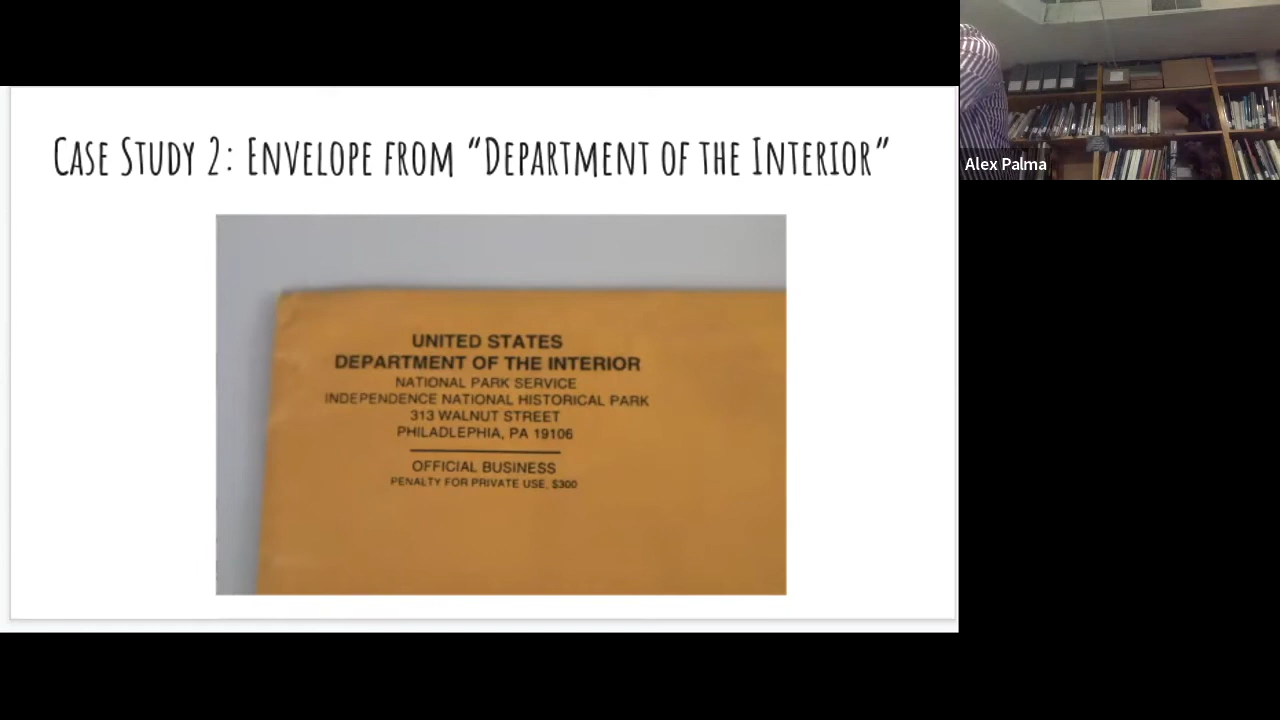 Case Study 2: Envelope from “Department of the Interior”
UNITED STATES
DEPARTMENT OF THE INTERIOR
NATIONAL PARK SERVICE
INDEPENDENCE NATIONAL HISTORICAL PARK
313 WALNUT STREET
PHILADLEPHIA, PA 19106
OFFICIAL BUSINESS
PENALTY FOR PRIVATE USE, $300
Alex Palma